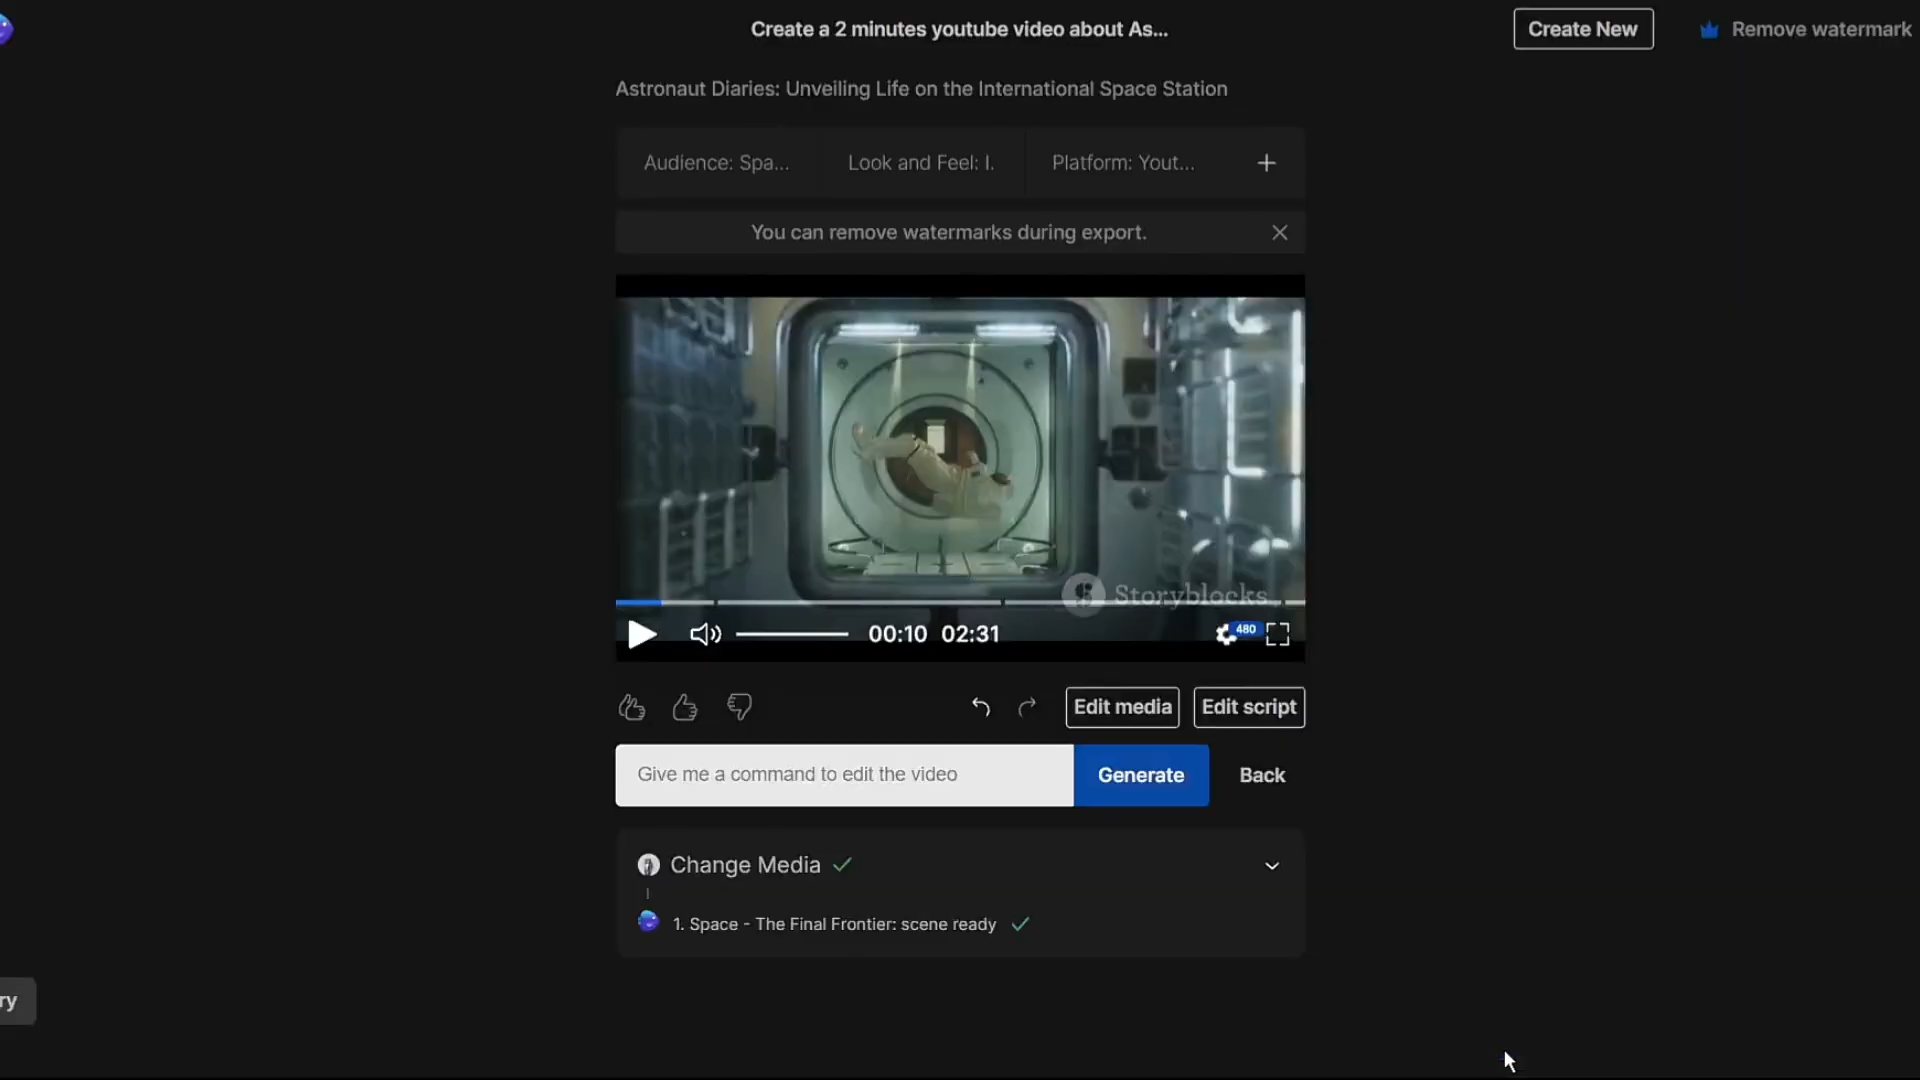 Create a 2 minutes youtube video about As...
Create New
Remove watermark
Astronaut Diaries: Unveiling Life on the International Space Station
Audience: Spa...
Look and Feel: I.
Platform: Yout...
You can remove watermarks during export.
Storyblocks
00:10 02:31
480
Edit media
Edit script
Give me a command to edit the video
Generate
Back
Change Media
1. Space - The Final Frontier: scene ready
ry